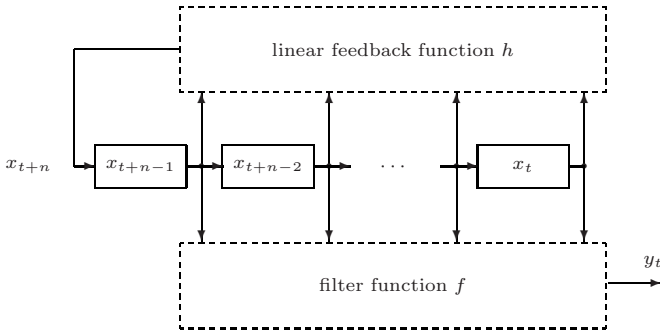 linear feedback function h
x_{t+n} x_{t+n−1} x_{t+n−2} ··· x_t
y_t
filter function f